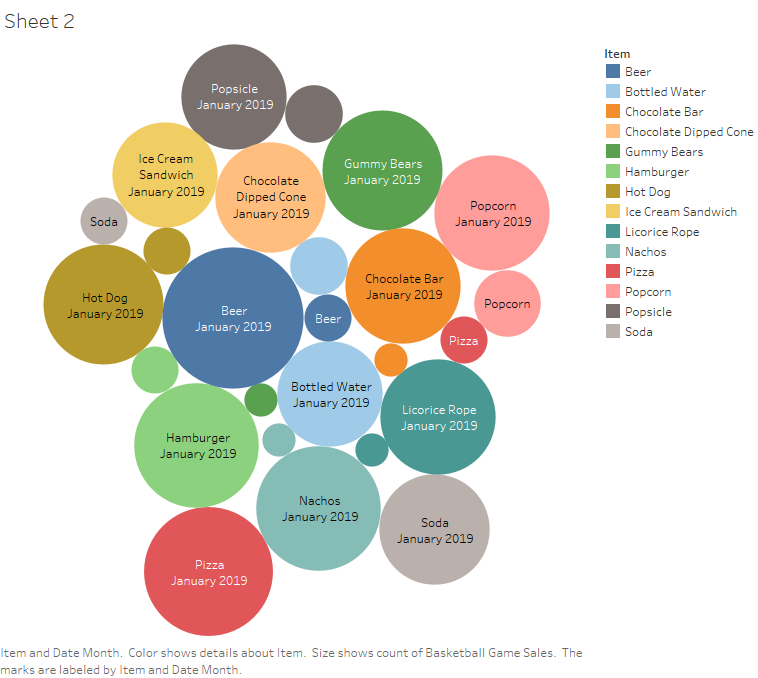 Sheet 2
Popsicle
January 2019
Ice Cream
Sandwich
January 2019
Chocolate
Dipped Cone
January 2019
Gummy Bears
January 2019
Popcorn
January 2019
Soda
Hot Dog
January 2019
Beer
January 2019
Beer
Chocolate Bar
January 2019
Popcorn
Pizza
Bottled Water
January 2019
Licorice Rope
January 2019
Hamburger
January 2019
Nachos
January 2019
Soda
January 2019
Pizza
January 2019
Item
Beer
Bottled Water
Chocolate Bar
Chocolate Dipped Cone
Gummy Bears
Hamburger
Hot Dog
Ice Cream Sandwich
Licorice Rope
Nachos
Pizza
Popcorn
Popsicle
Soda
Item and Date Month.  Color shows details about Item.  Size shows count of Basketball Game Sales.  The
marks are labeled by Item and Date Month.